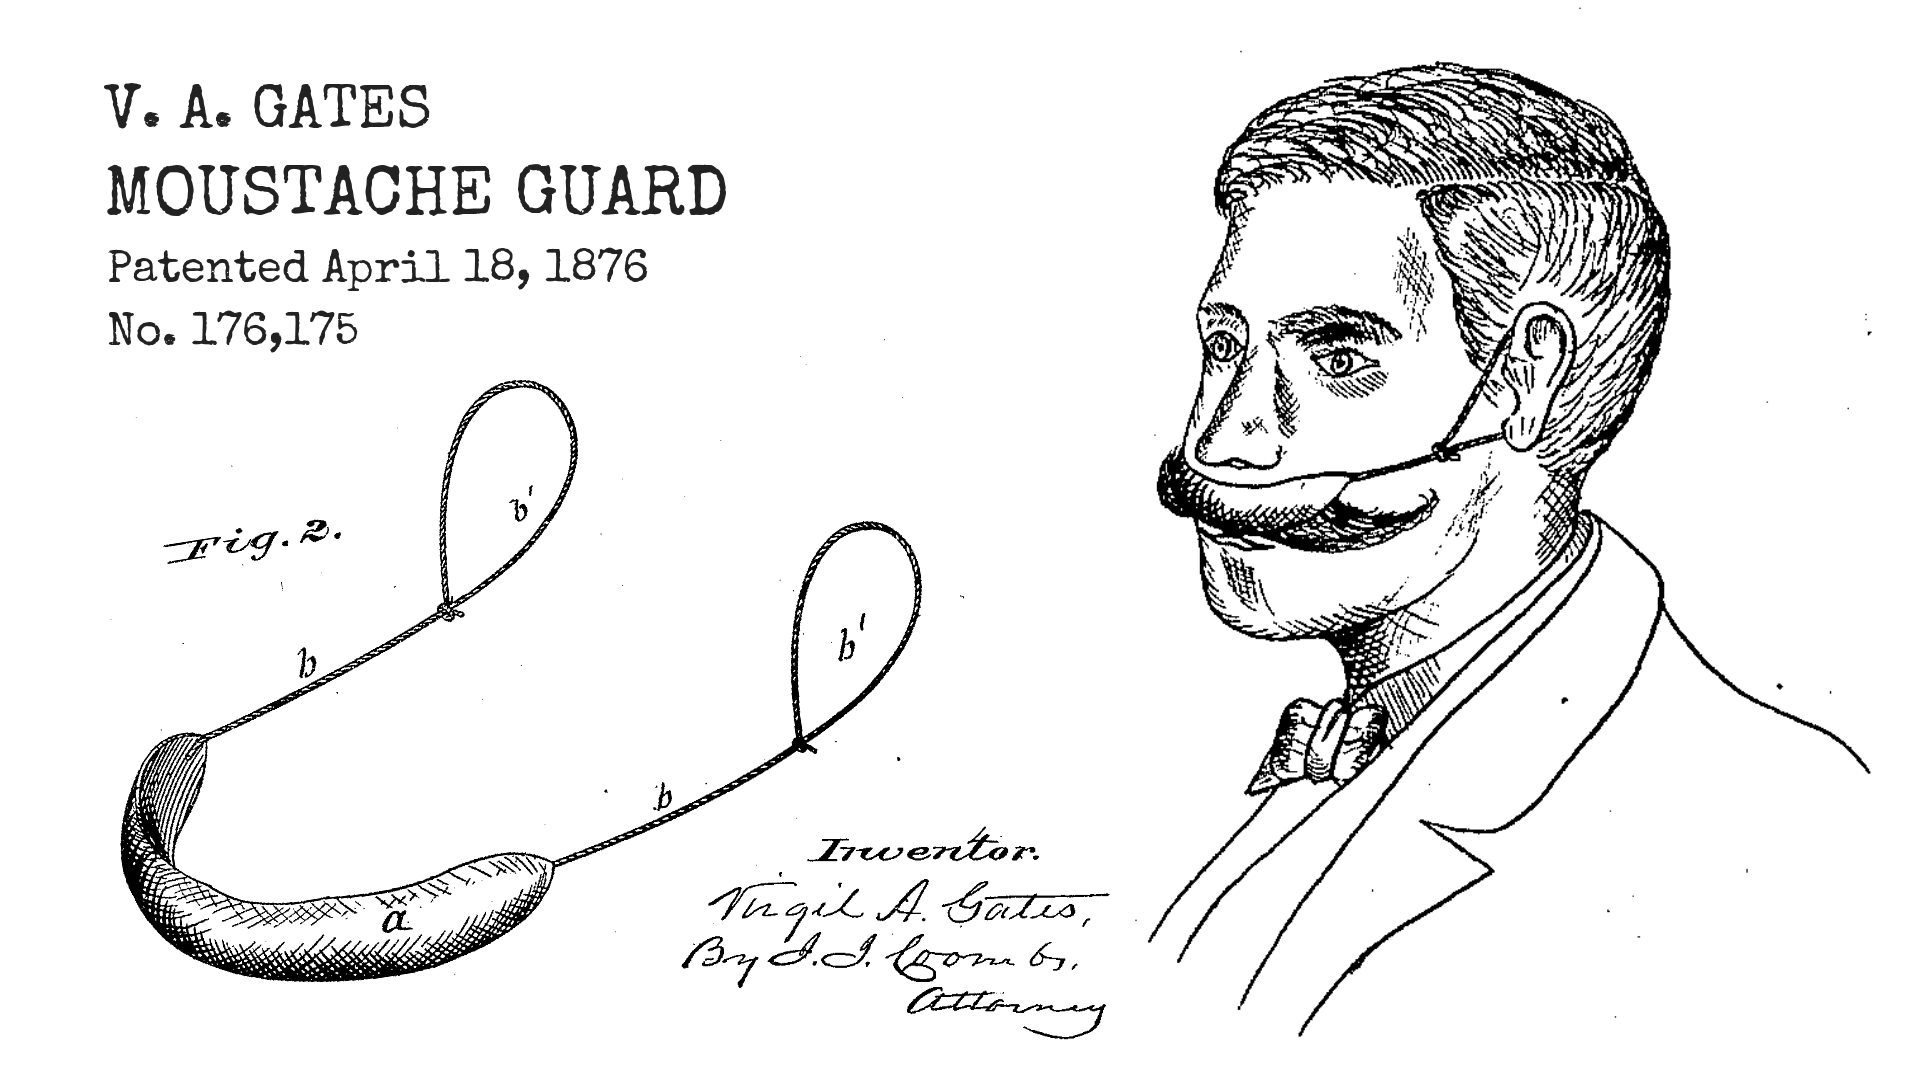 V. A. GATES
MOUSTACHE GUARD
Patented April 18, 1876
No. 176,175
Fig. 2.
b'
b
b'
b
a
Inventor.
Virgil A. Gates,
By J. J. Coombs,
Attorney